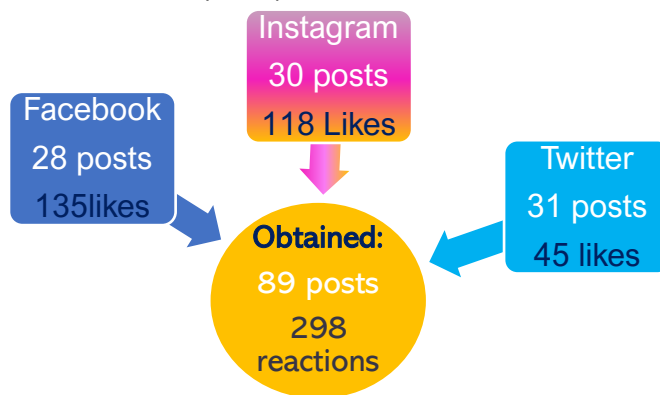 Instagram
30 posts
118 Likes
Facebook
28 posts
135likes
Twitter
31 posts
45 likes
Obtained:
89 posts
298
reactions